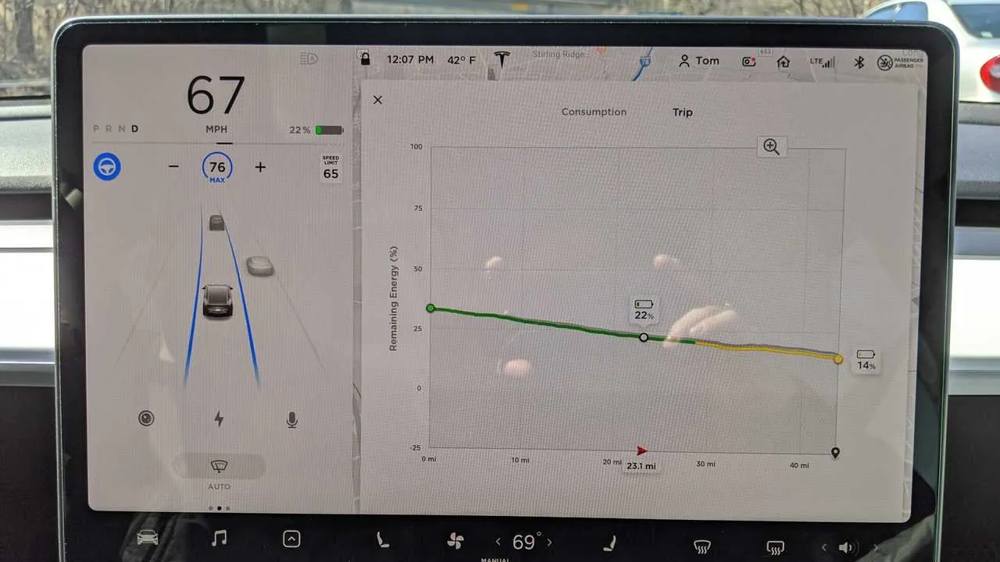 12:07 PM 42° F
Stirling Ridge...
78
Tom
653
LTE
PASSENGER
AIRBAG
67
MPH
P R N D
22 %
76
MAX
SPEED
LIMIT
65
Consumption Trip
Remaining Energy (%)
100
75
50
25
0
-25
22%
14%
0 mi
10 mi
20 mi
23.1 mi
30 mi
40 mi
AUTO
69°
MANUAL